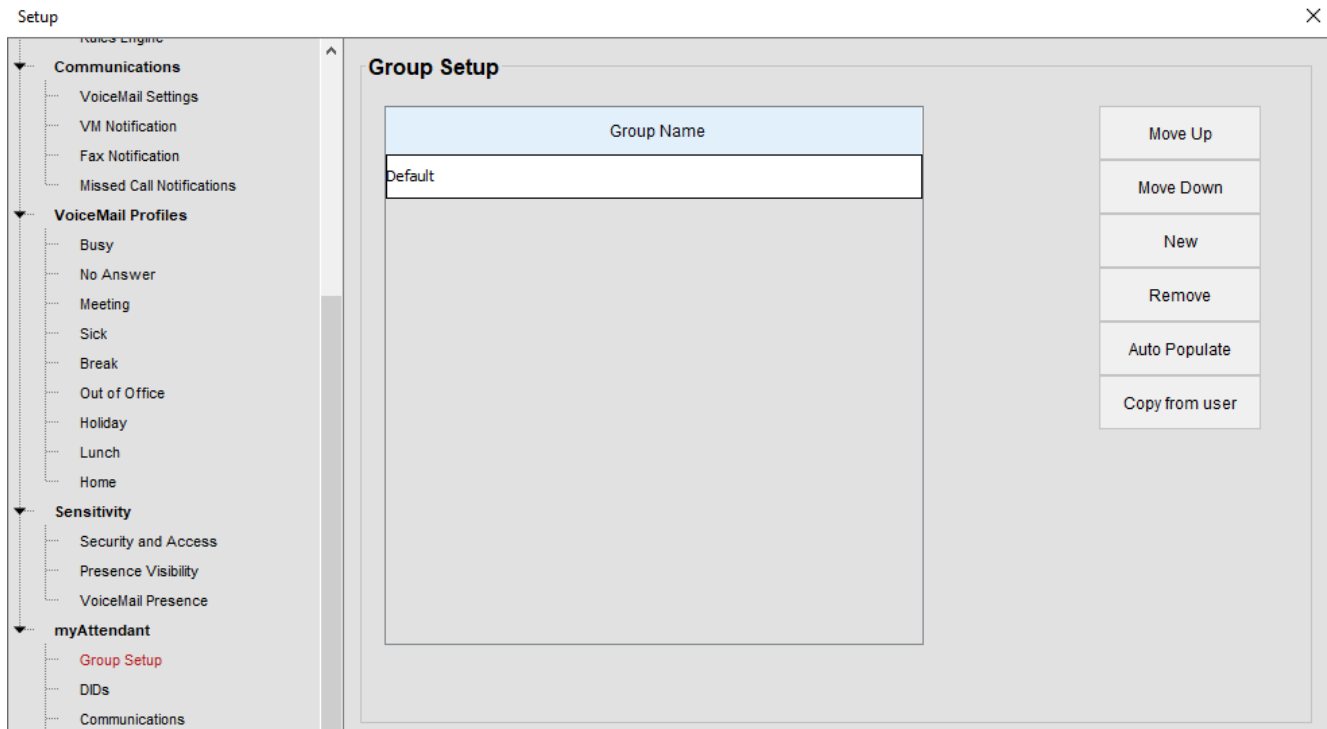 Setup
Rules Engine
Communications
VoiceMail Settings
VM Notification
Fax Notification
Missed Call Notifications
VoiceMail Profiles
Busy
No Answer
Meeting
Sick
Break
Out of Office
Holiday
Lunch
Home
Sensitivity
Security and Access
Presence Visibility
VoiceMail Presence
myAttendant
Group Setup
DIDs
Communications
Group Setup
Group Name
Default
Move Up
Move Down
New
Remove
Auto Populate
Copy from user